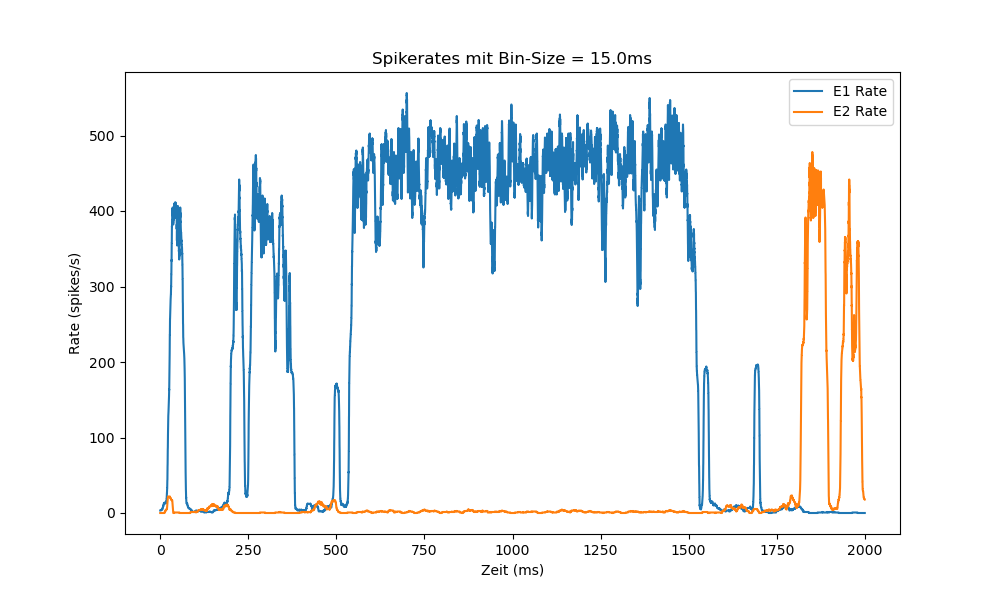 Spikerates mit Bin-Size = 15.0ms
E1 Rate
E2 Rate
500
400
300
200
100
0
Rate (spikes/s)
0 250 500 750 1000 1250 1500 1750 2000
Zeit (ms)